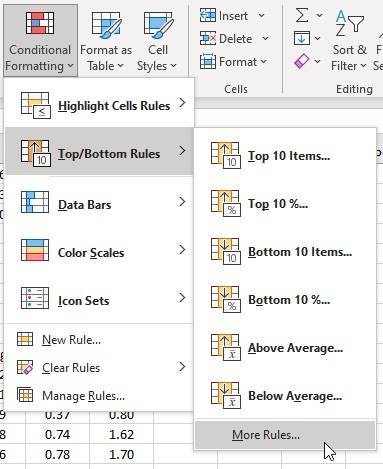 Conditional Formatting
Format as Table
Cell Styles
Insert
Delete
Format
Cells
Sort & Filter
Editing
Highlight Cells Rules
Top/Bottom Rules
Data Bars
Color Scales
Icon Sets
New Rule...
Clear Rules
Manage Rules...
Top 10 Items...
Top 10 %...
Bottom 10 Items...
Bottom 10 %...
Above Average...
Below Average...
More Rules...
9 0.37 0.80
8 0.74 1.62
6 0.78 1.70